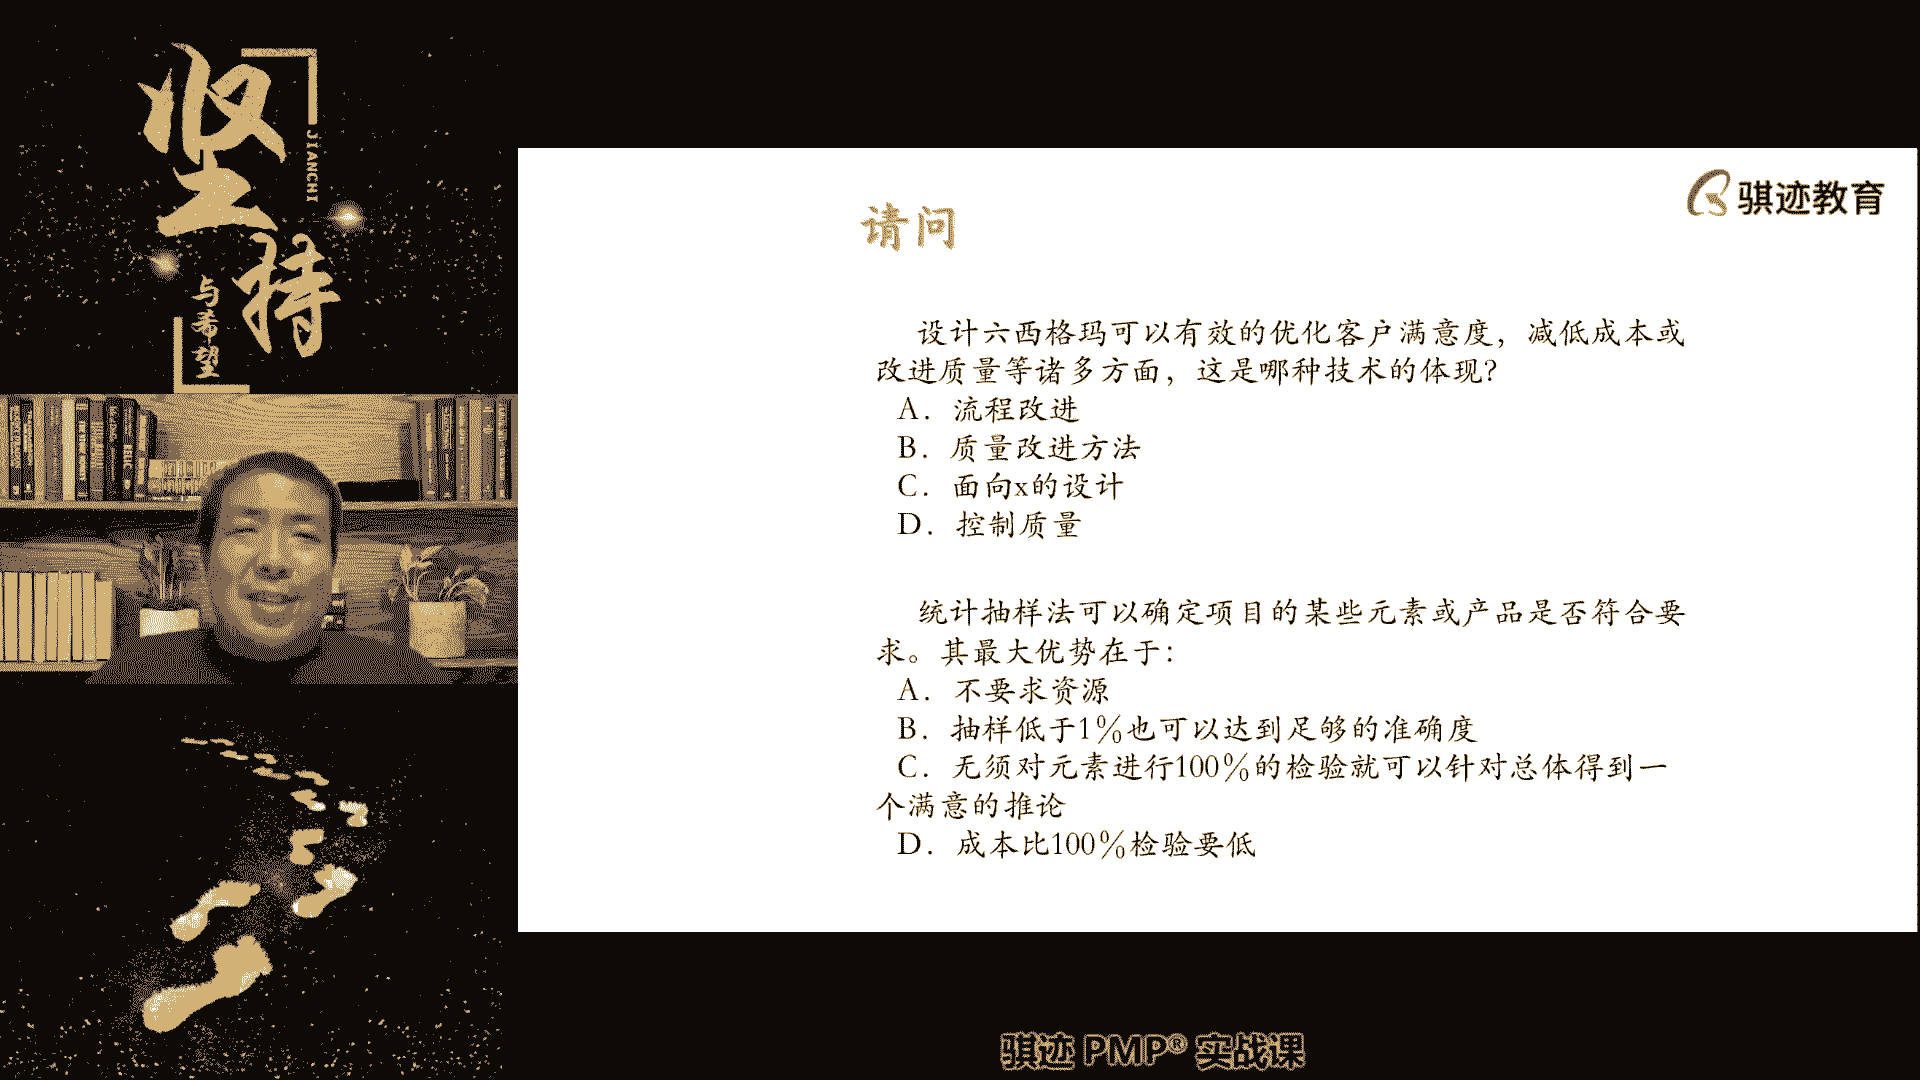 坚持
JIANCHI
与希望
骐迹教育
请问
设计六西格玛可以有效的优化客户满意度，减低成本或
改进质量等诸多方面，这是哪种技术的体现？
A. 流程改进
B. 质量改进方法
C. 面向x的设计
D. 控制质量
统计抽样法可以确定项目的某些元素或产品是否符合要
求。其最大优势在于：
A. 不要求资源
B. 抽样低于1%也可以达到足够的准确度
C. 无须对元素进行100%的检验就可以针对总体得到一
个满意的推论
D. 成本比100%检验要低
骐迹 PMP® 实战课